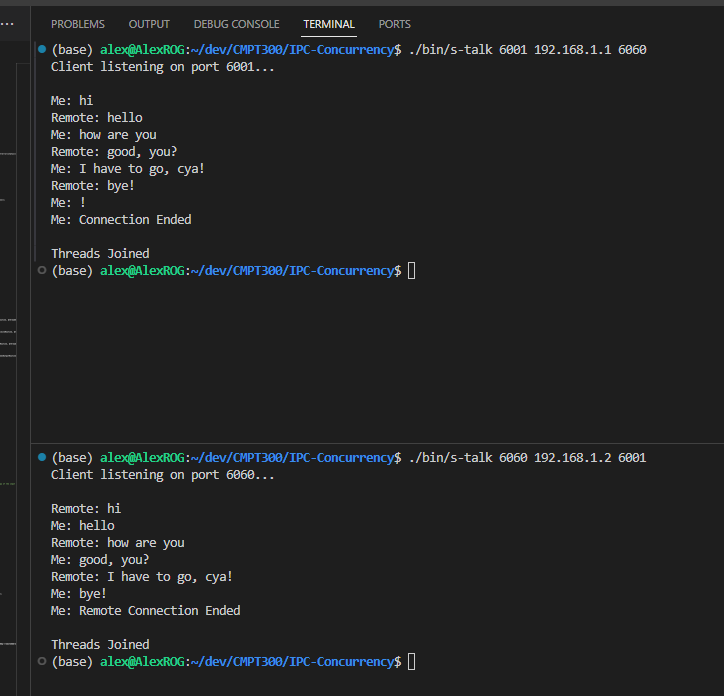 PROBLEMS OUTPUT DEBUG CONSOLE TERMINAL PORTS
(base) alex@AlexROG:~/dev/CMPT300/IPC-Concurrency$ ./bin/s-talk 6001 192.168.1.1 6060
Client listening on port 6001...
Me: hi
Remote: hello
Me: how are you
Remote: good, you?
Me: I have to go, cya!
Remote: bye!
Me: !
Me: Connection Ended
Threads Joined
(base) alex@AlexROG:~/dev/CMPT300/IPC-Concurrency$
(base) alex@AlexROG:~/dev/CMPT300/IPC-Concurrency$ ./bin/s-talk 6060 192.168.1.2 6001
Client listening on port 6060...
Remote: hi
Me: hello
Remote: how are you
Me: good, you?
Remote: I have to go, cya!
Me: bye!
Me: Remote Connection Ended
Threads Joined
(base) alex@AlexROG:~/dev/CMPT300/IPC-Concurrency$